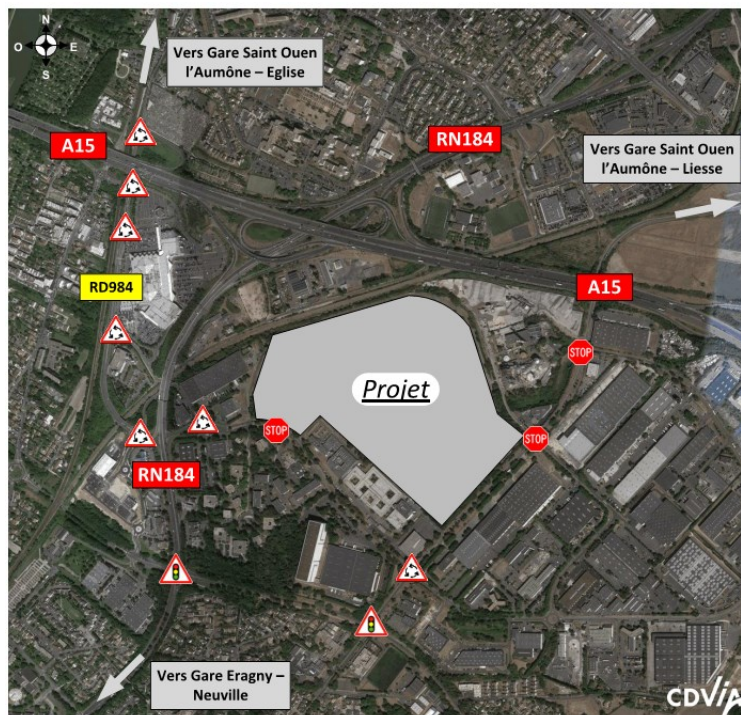 N
O E
S
Vers Gare Saint Ouen
l'Aumône – Eglise
A15
RN184
Vers Gare Saint Ouen
l'Aumône – Liesse
RD984
A15
STOP
Projet
STOP
STOP
RN184
Vers Gare Eragny –
Neuville
CDVIA